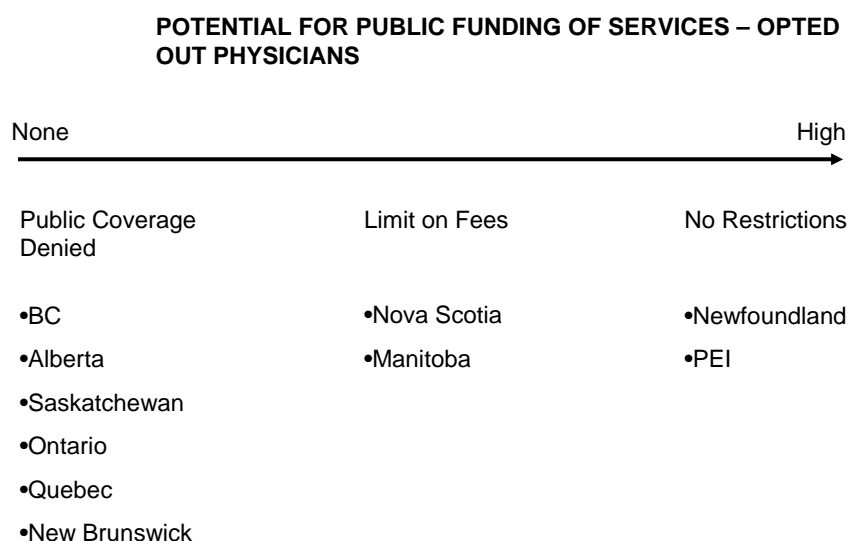 POTENTIAL FOR PUBLIC FUNDING OF SERVICES – OPTED
OUT PHYSICIANS
None
High
Public Coverage
Denied
Limit on Fees
No Restrictions
•BC
•Alberta
•Saskatchewan
•Ontario
•Quebec
•New Brunswick
•Nova Scotia
•Manitoba
•Newfoundland
•PEI